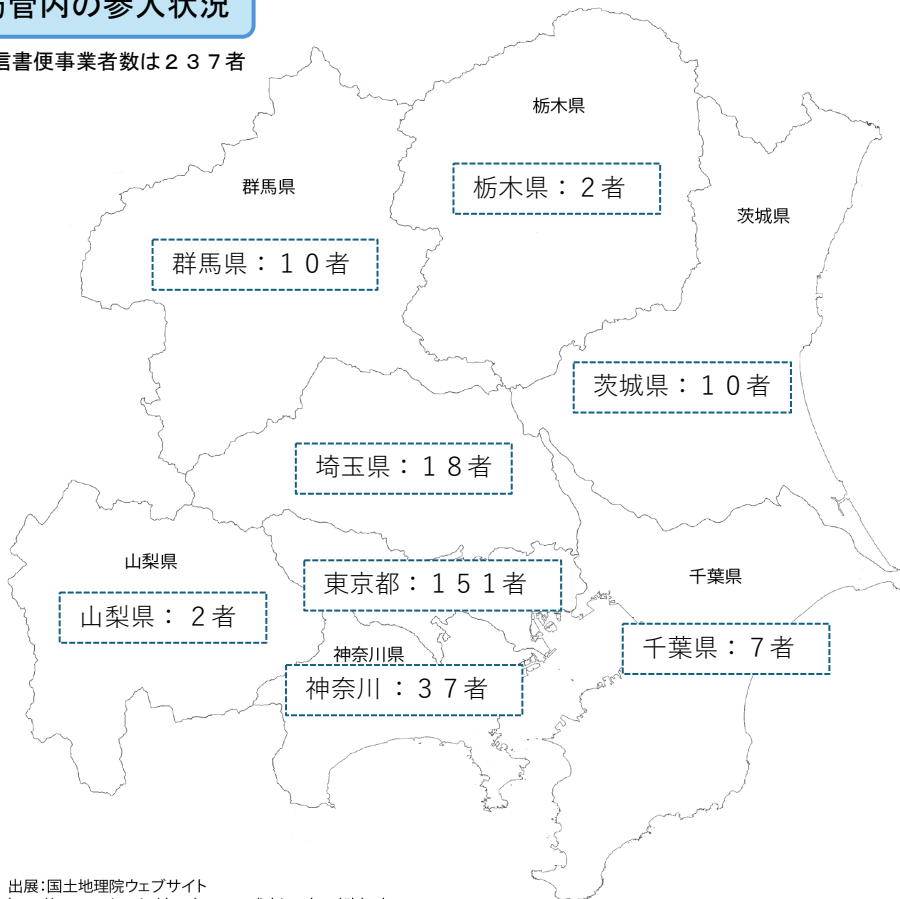 局管内の参入状況
信書便事業者数は２３７者
栃木県
栃木県：２者
群馬県
群馬県：１０者
茨城県
茨城県：１０者
埼玉県：１８者
山梨県
山梨県：２者
東京都：１５１者
千葉県
千葉県：７者
神奈川県
神奈川：３７者
出展：国土地理院ウェブサイト